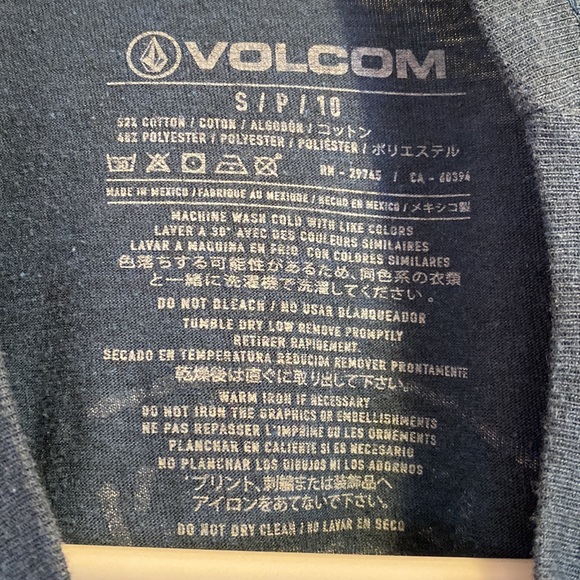 VOLCOM
S / P / 10
52% COTTON / COTON / ALGODÓN / コットン
48% POLYESTER / POLYESTER / POLIÉSTER / ポリエステル
RN - 29765 / CA - 60394
MADE IN MEXICO / FABRIQUE AU MEXIQUE / HECHO EN MEXICO / メキシコ製
MACHINE WASH COLD WITH LIKE COLORS
LAVER A 30° AVEC DES COULEURS SIMILAIRES
LAVAR A MAQUINA EN FRIO CON COLORES SIMILARES
色落ちする可能性があるため、同色系の衣類
と一緒に洗濯機で洗濯してください。
DO NOT BLEACH / NO USAR BLANQUEADOR
TUMBLE DRY LOW REMOVE PROMPTLY
RETIRER RAPIDEMENT.
SECADO EN TEMPERATURA REDUCIDA REMOVER PRONTAMENTE
乾燥後は直ぐに取り出して下さい。
WARM IRON IF NECESSARY
DO NOT IRON THE GRAPHICS OR EMBELLISHMENTS
NE PAS REPASSER L'IMPRIME OU LES ORNEMENTS
PLANCHAR EN CALIENTE SI ES NECESSARI
NO PLANCHAR LOS DIBUJOS NI LOS ADORNOS
プリント、刺繍または装飾品へ
アイロンをあてないで下さい。
DO NOT DRY CLEAN / NO LAVAR EN SECO